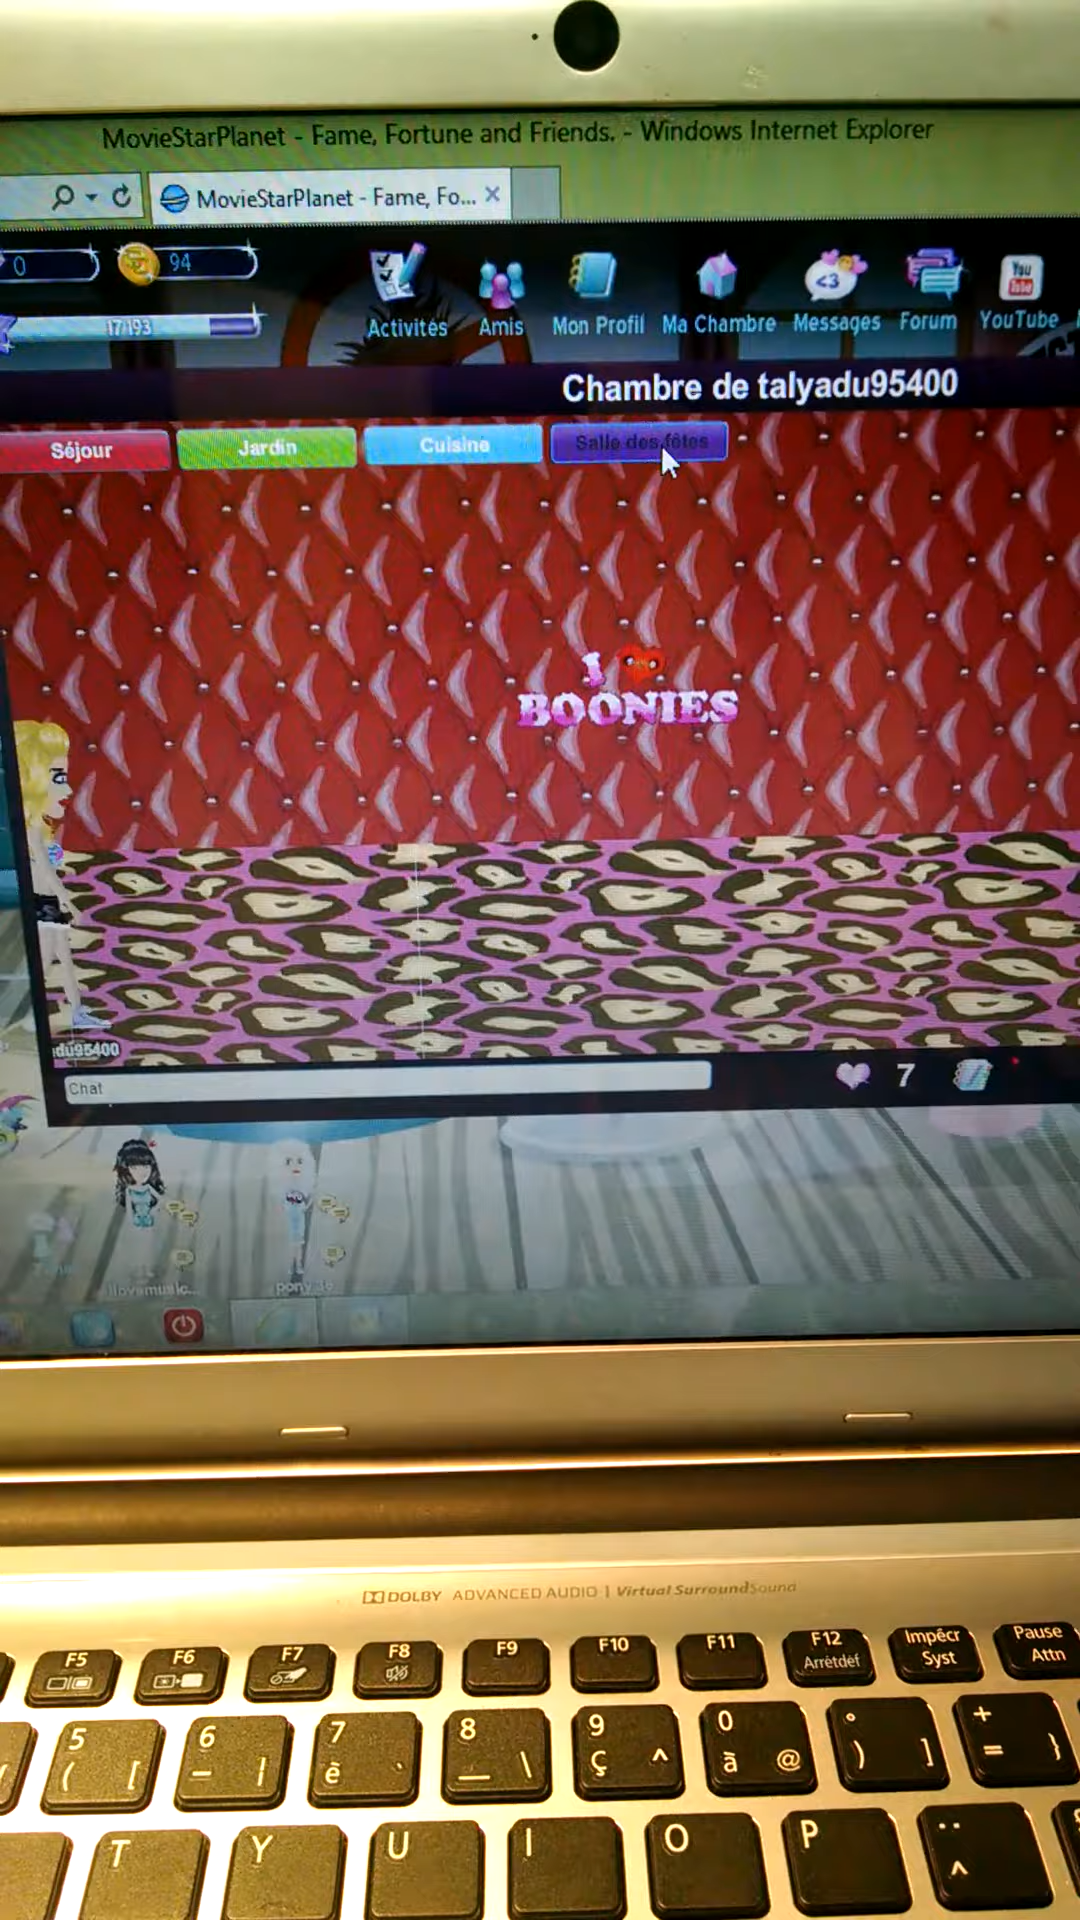 MovieStarPlanet - Fame, Fortune and Friends. - Windows Internet Explorer
MovieStarPlanet - Fame, Fo...
0
94
17193
Activités
Amis
Mon Profil
Ma Chambre
<3
Messages
Forum
You
YouTube
Chambre de talyadu95400
Séjour
Jardin
Cuisine
Salle des fêtes
I
BOONIES
du95400
Chat
7
DOLBY ADVANCED AUDIO | Virtual SurroundSound
F5
F6
F7
F8
F9
F10
F11
F12
Arrêtdéf
Impécr
Syst
Pause
Attn
5 ( [
6 - |
7 è `
8 _ \
9 ç ^
0 à @
° ) ]
+ = }
T
Y
U
I
O
P
¨ ^